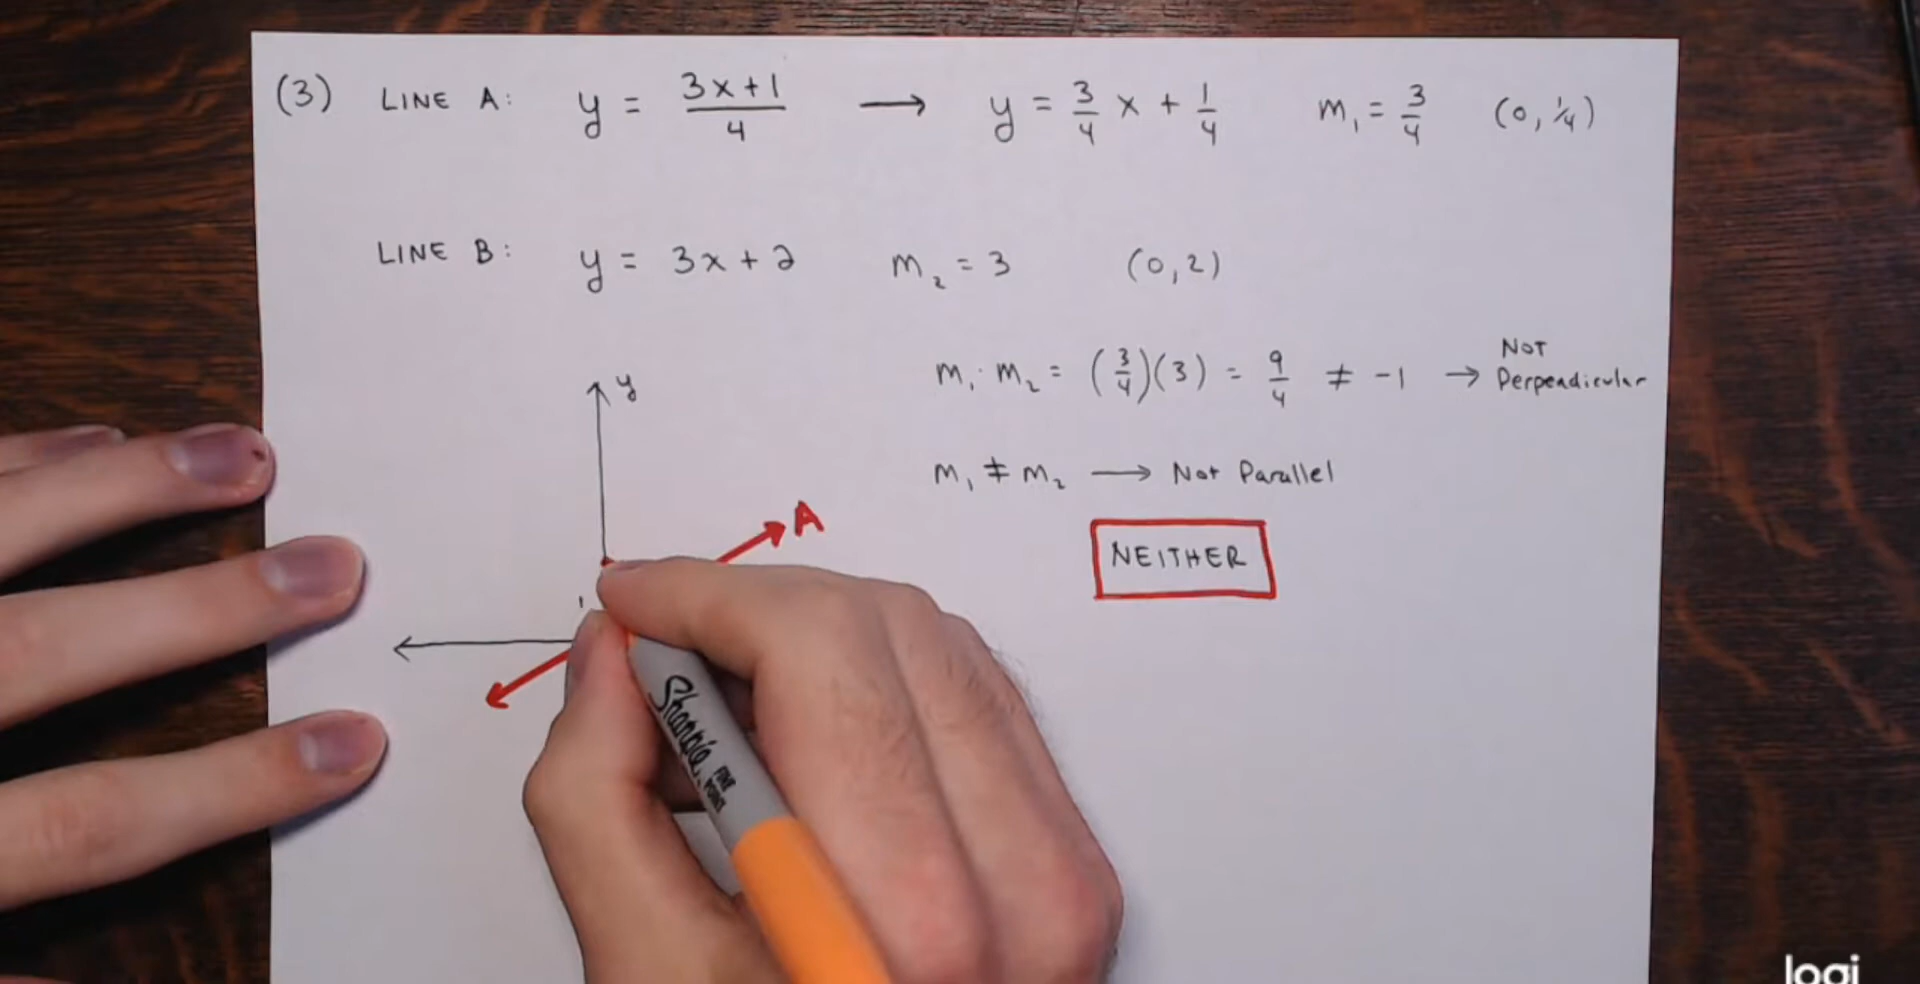 (3) LINE A: y = (3x+1)/4 → y = 3/4 x + 1/4 m₁ = 3/4 (0, 1/4)
LINE B: y = 3x+2 m₂ = 3 (0,2)
m₁·m₂ = (3/4)(3) = 9/4 ≠ -1 → Not Perpendicular
m₁ ≠ m₂ → Not Parallel
NEITHER
y
A
Sharpie.
FINE POINT
logi